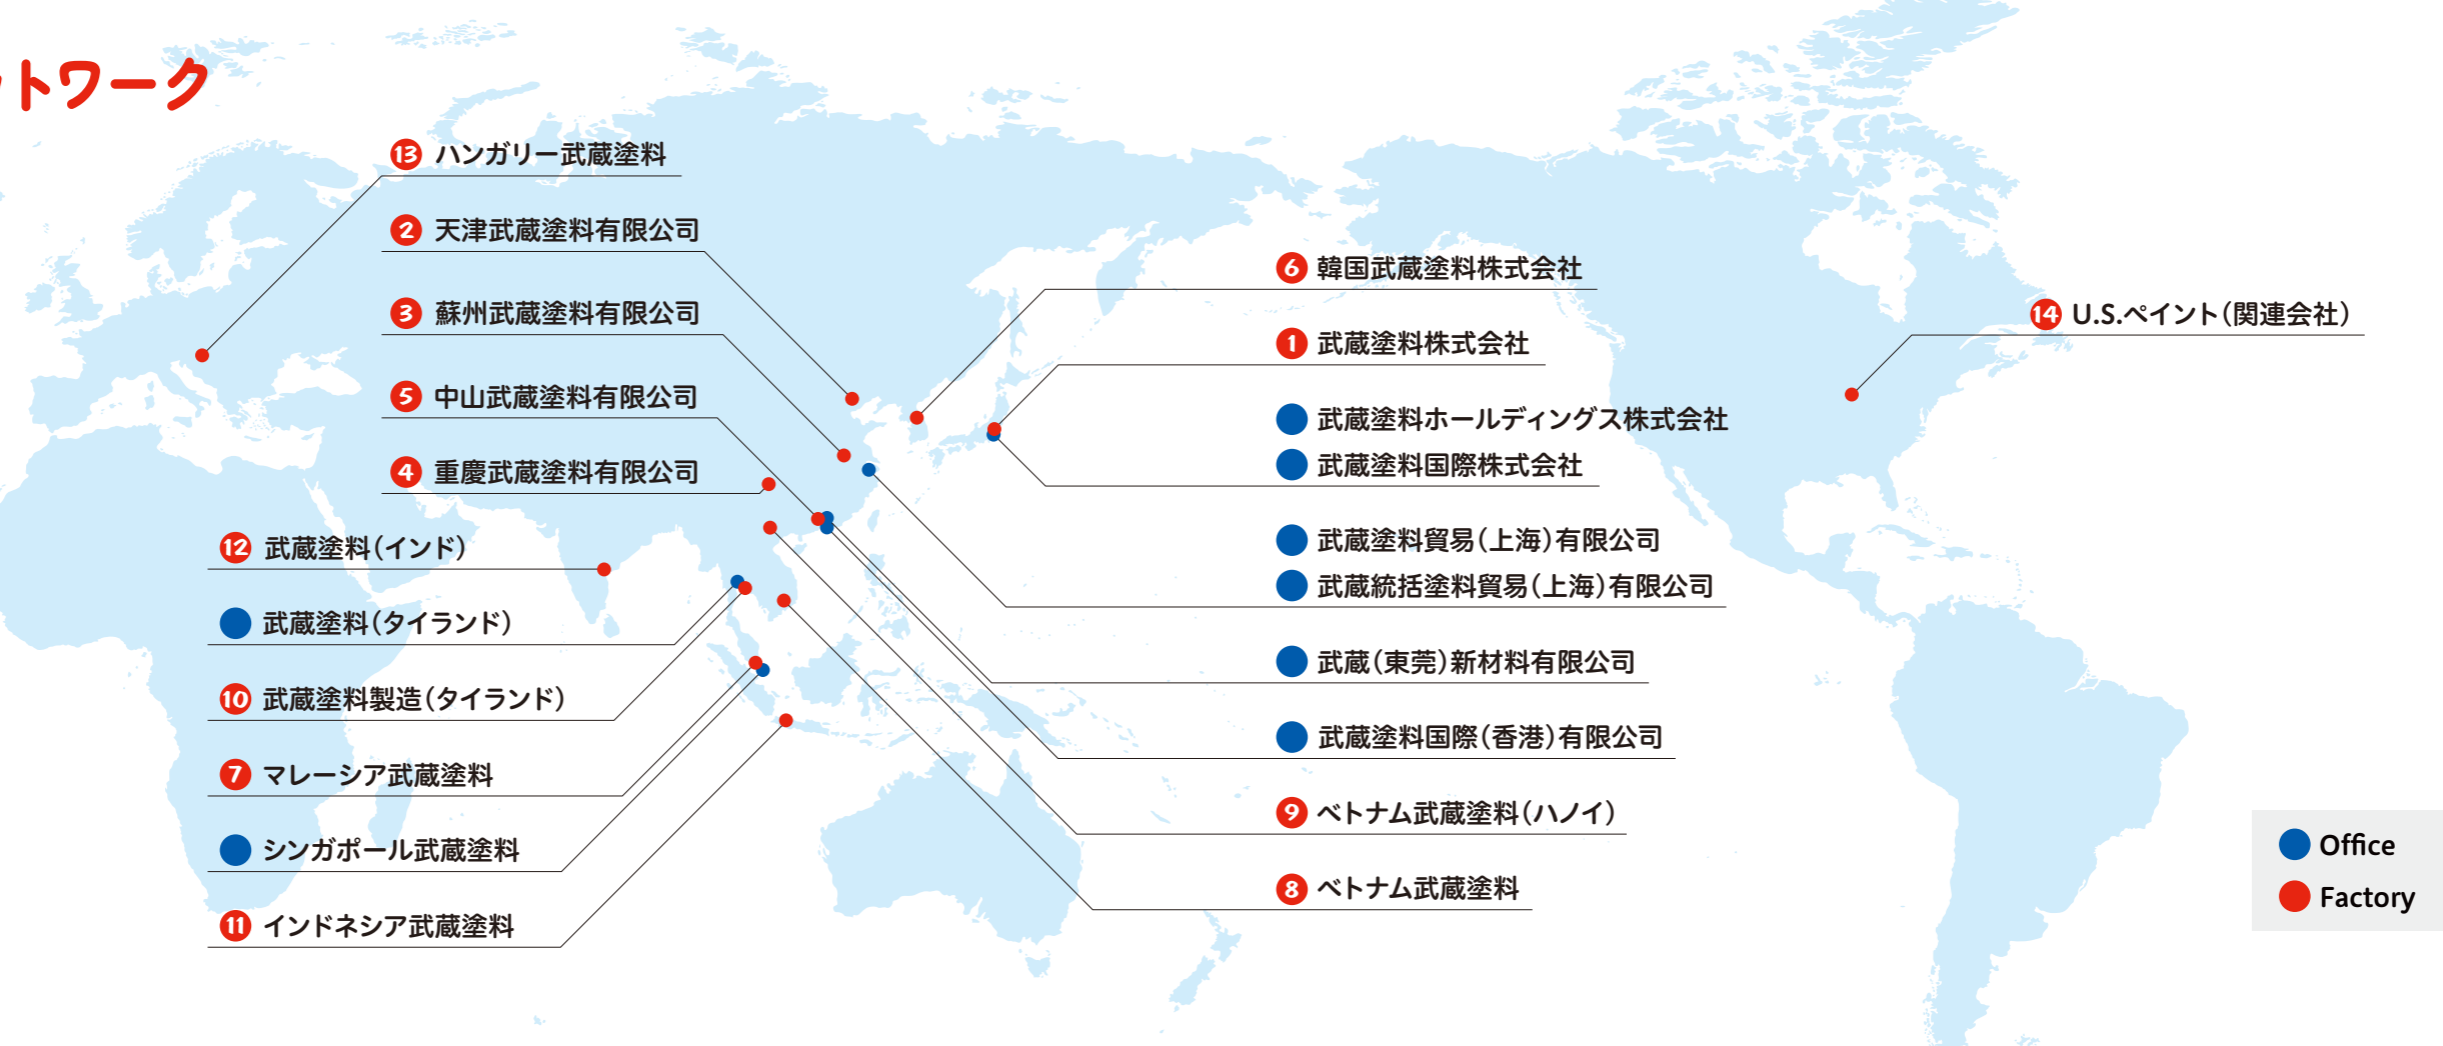 トワーク
13 ハンガリー武蔵塗料
2 天津武蔵塗料有限公司
3 蘇州武蔵塗料有限公司
5 中山武蔵塗料有限公司
4 重慶武蔵塗料有限公司
12 武蔵塗料(インド)
武蔵塗料(タイランド)
10 武蔵塗料製造(タイランド)
7 マレーシア武蔵塗料
シンガポール武蔵塗料
11 インドネシア武蔵塗料
6 韓国武蔵塗料株式会社
1 武蔵塗料株式会社
武蔵塗料ホールディングス株式会社
武蔵塗料国際株式会社
武蔵塗料貿易(上海)有限公司
武蔵統括塗料貿易(上海)有限公司
武蔵(東莞)新材料有限公司
武蔵塗料国際(香港)有限公司
9 ベトナム武蔵塗料(ハノイ)
8 ベトナム武蔵塗料
14 U.S.ペイント(関連会社)
Office
Factory